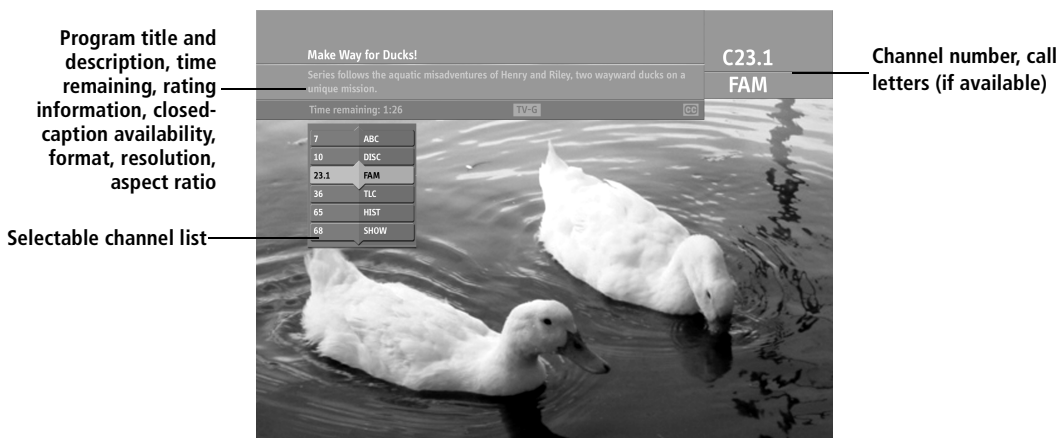 Program title and
description, time
remaining, rating
information, closed-
caption availability,
format, resolution,
aspect ratio
Selectable channel list
Make Way for Ducks!
Series follows the aquatic misadventures of Henry and Riley, two wayward ducks on a
unique mission.
Time remaining: 1:26 TV-G CC
C23.1
FAM
7 ABC
10 DISC
23.1 FAM
36 TLC
65 HIST
68 SHOW
Channel number, call
letters (if available)